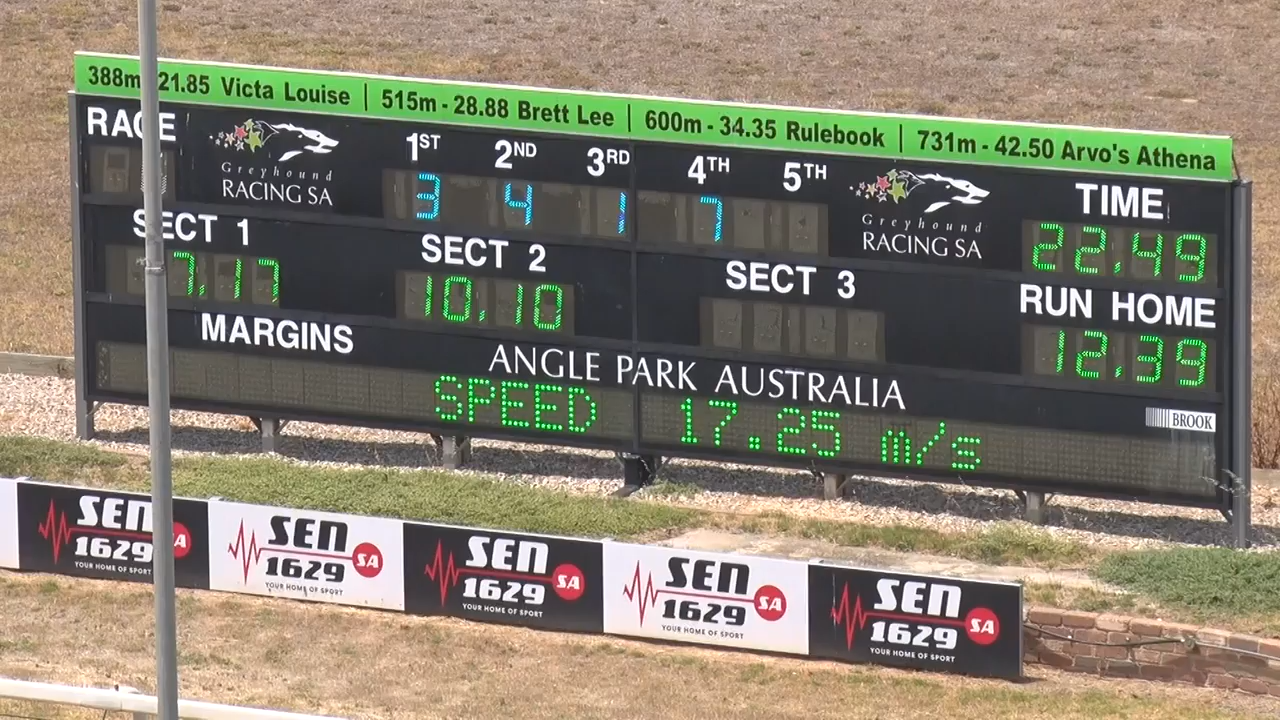 388m 21.85 Victa Louise | 515m - 28.88 Brett Lee | 600m - 34.35 Rulebook | 731m - 42.50 Arvo's Athena
RACE
Greyhound
RACING SA
1ST 2ND 3RD 4TH 5TH
3 4 1 7
Greyhound
RACING SA
TIME
22.49
SECT 1
7.17
SECT 2
10.10
SECT 3
RUN HOME
12.39
MARGINS
ANGLE PARK AUSTRALIA
SPEED 17.25 m/s
BROOK
SEN
1629 SA
YOUR HOME OF SPORT
SEN
1629 SA
YOUR HOME OF SPORT
SEN
1629 SA
YOUR HOME OF SPORT
SEN
1629 SA
YOUR HOME OF SPORT
SEN
1629 SA
YOUR HOME OF SPORT